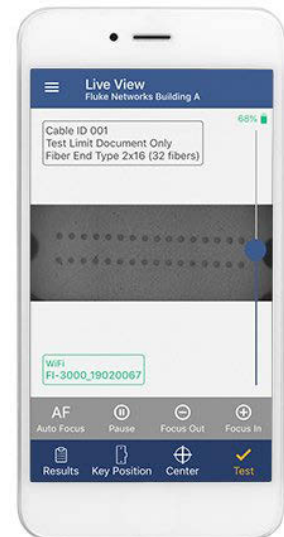 Live View
Fluke Networks Building A
68%
Cable ID 001
Test Limit Document Only
Fiber End Type 2x16 (32 fibers)
WiFi
FI-3000_19020067
AF
Auto Focus
Pause
Focus Out
Focus In
Results
Key Position
Center
Test